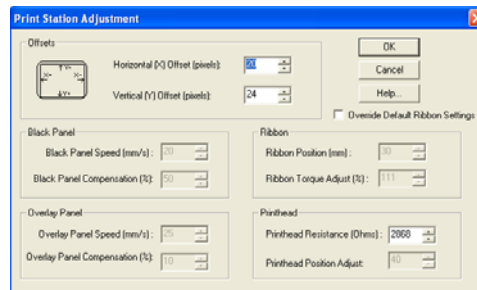 Print Station Adjustment
Offsets
Horizontal (X) Offset (pixels): 20
Vertical (Y) Offset (pixels): 24
OK
Cancel
Help...
Override Default Ribbon Settings
Black Panel
Black Panel Speed (mm/s) : 20
Black Panel Compensation (%): 50
Ribbon
Ribbon Position (mm) : 30
Ribbon Torque Adjust (%) : 111
Overlay Panel
Overlay Panel Speed (mm/s) : 25
Overlay Panel Compensation (%): 10
Printhead
Printhead Resistance (Ohms) : 2868
Printhead Position Adjust: 40